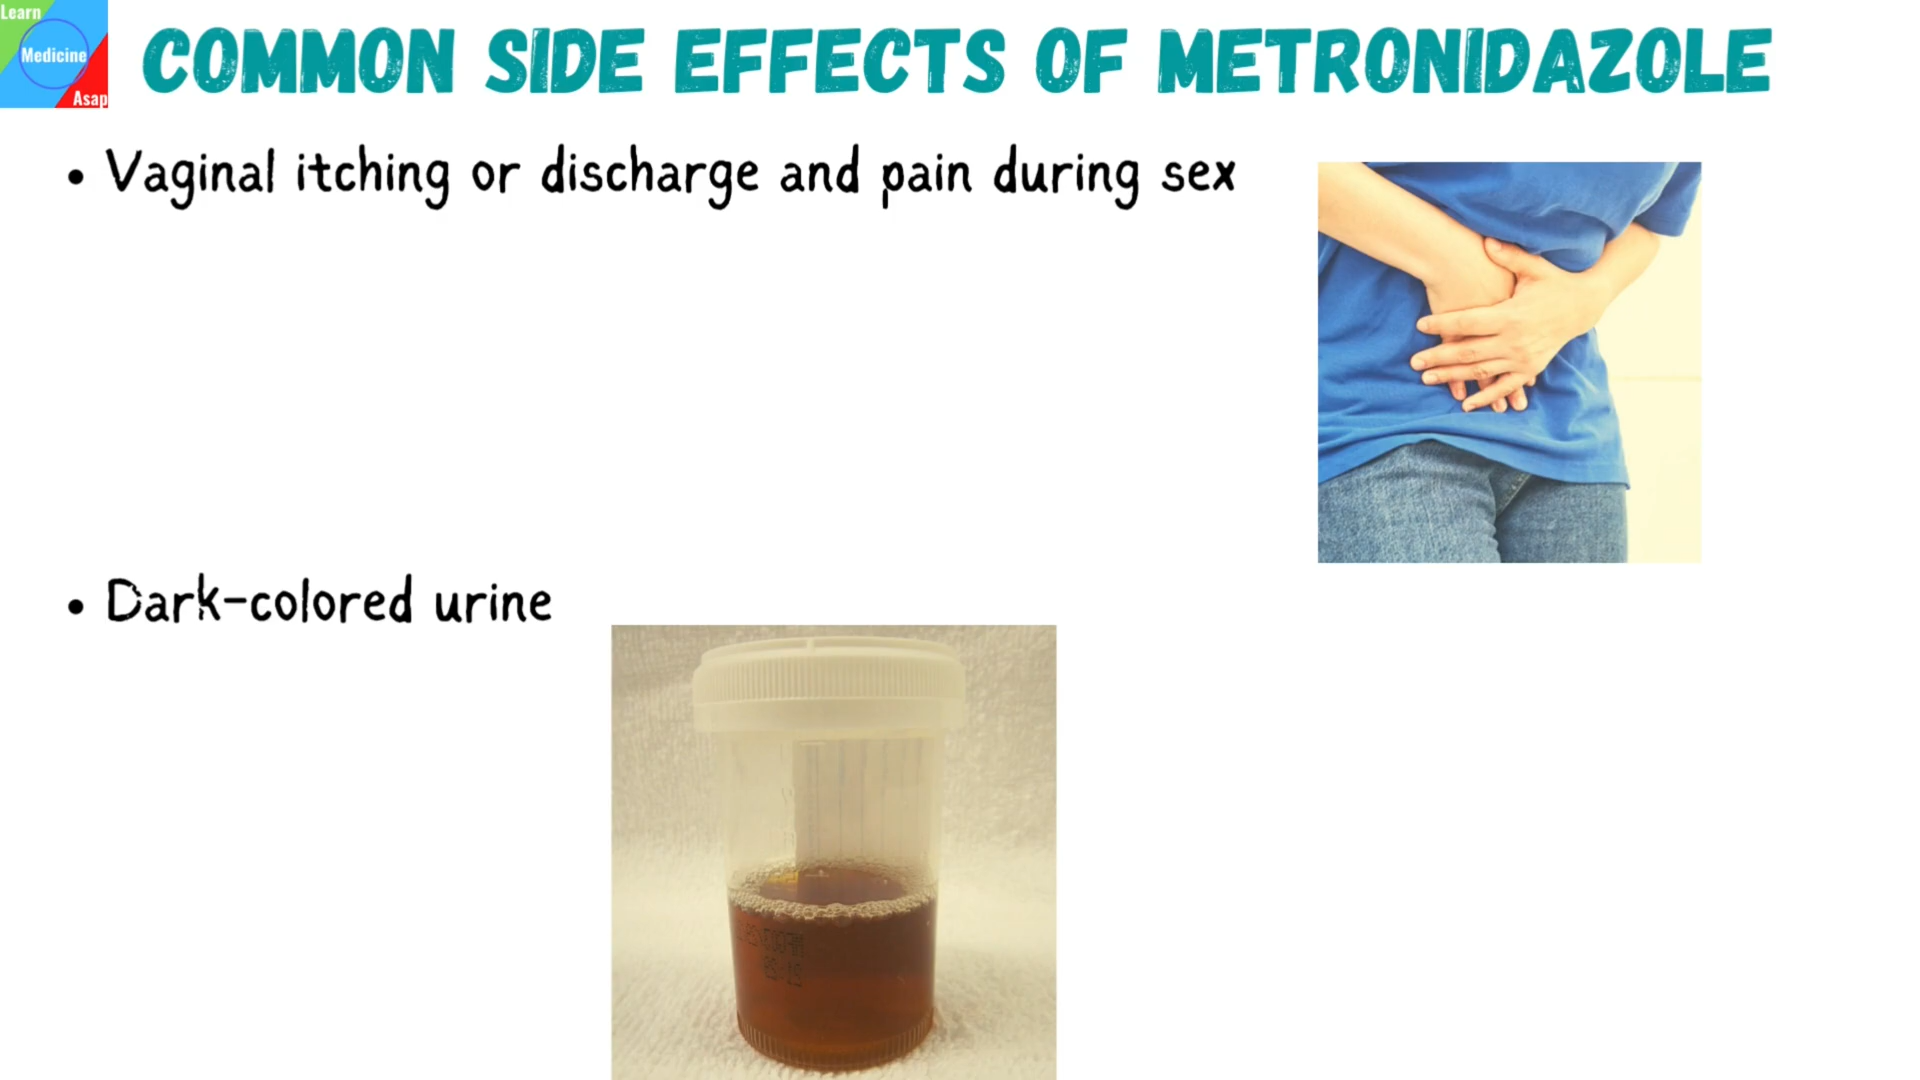 Learn
Medicine
Asap
COMMON SIDE EFFECTS OF METRONIDAZOLE
• Vaginal itching or discharge and pain during sex
• Dark-colored urine